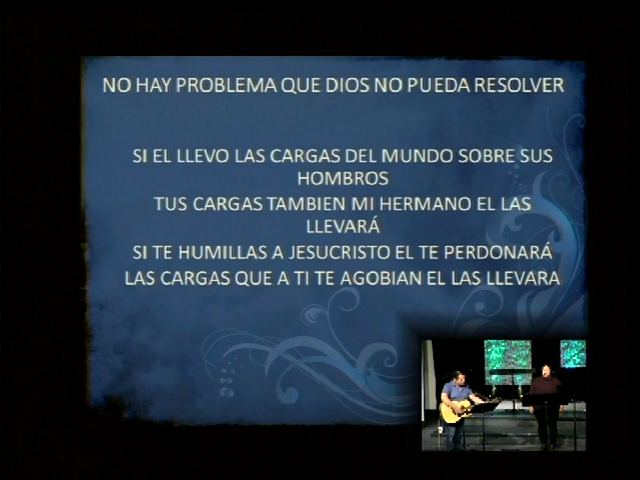 NO HAY PROBLEMA QUE DIOS NO PUEDA RESOLVER
SI EL LLEVO LAS CARGAS DEL MUNDO SOBRE SUS
HOMBROS
TUS CARGAS TAMBIEN MI HERMANO EL LAS
LLEVARÁ
SI TE HUMILLAS A JESUCRISTO EL TE PERDONARÁ
LAS CARGAS QUE A TI TE AGOBIAN EL LAS LLEVARA